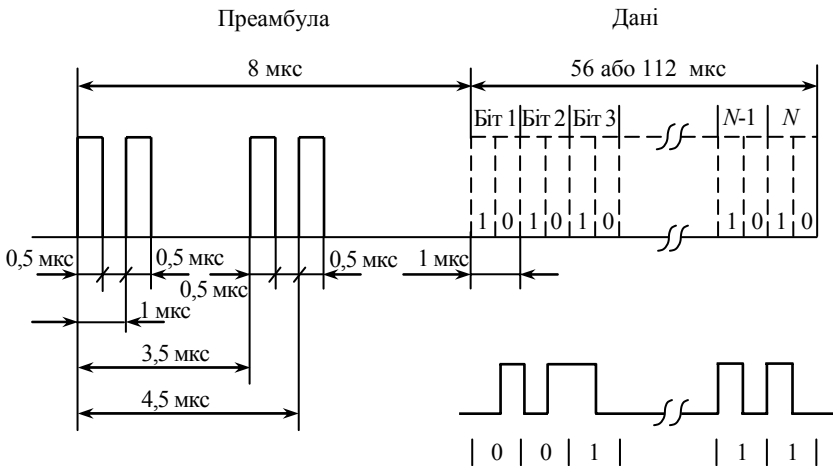 Преамбула Дані
8 мкс 56 або 112 мкс
Біт 1 Біт 2 Біт 3 N-1 N
1 0 1 0 1 0 1 0 1 0
0,5 мкс 0,5 мкс 0,5 мкс 0,5 мкс 1 мкс
1 мкс
3,5 мкс
4,5 мкс
0 0 1 1 1